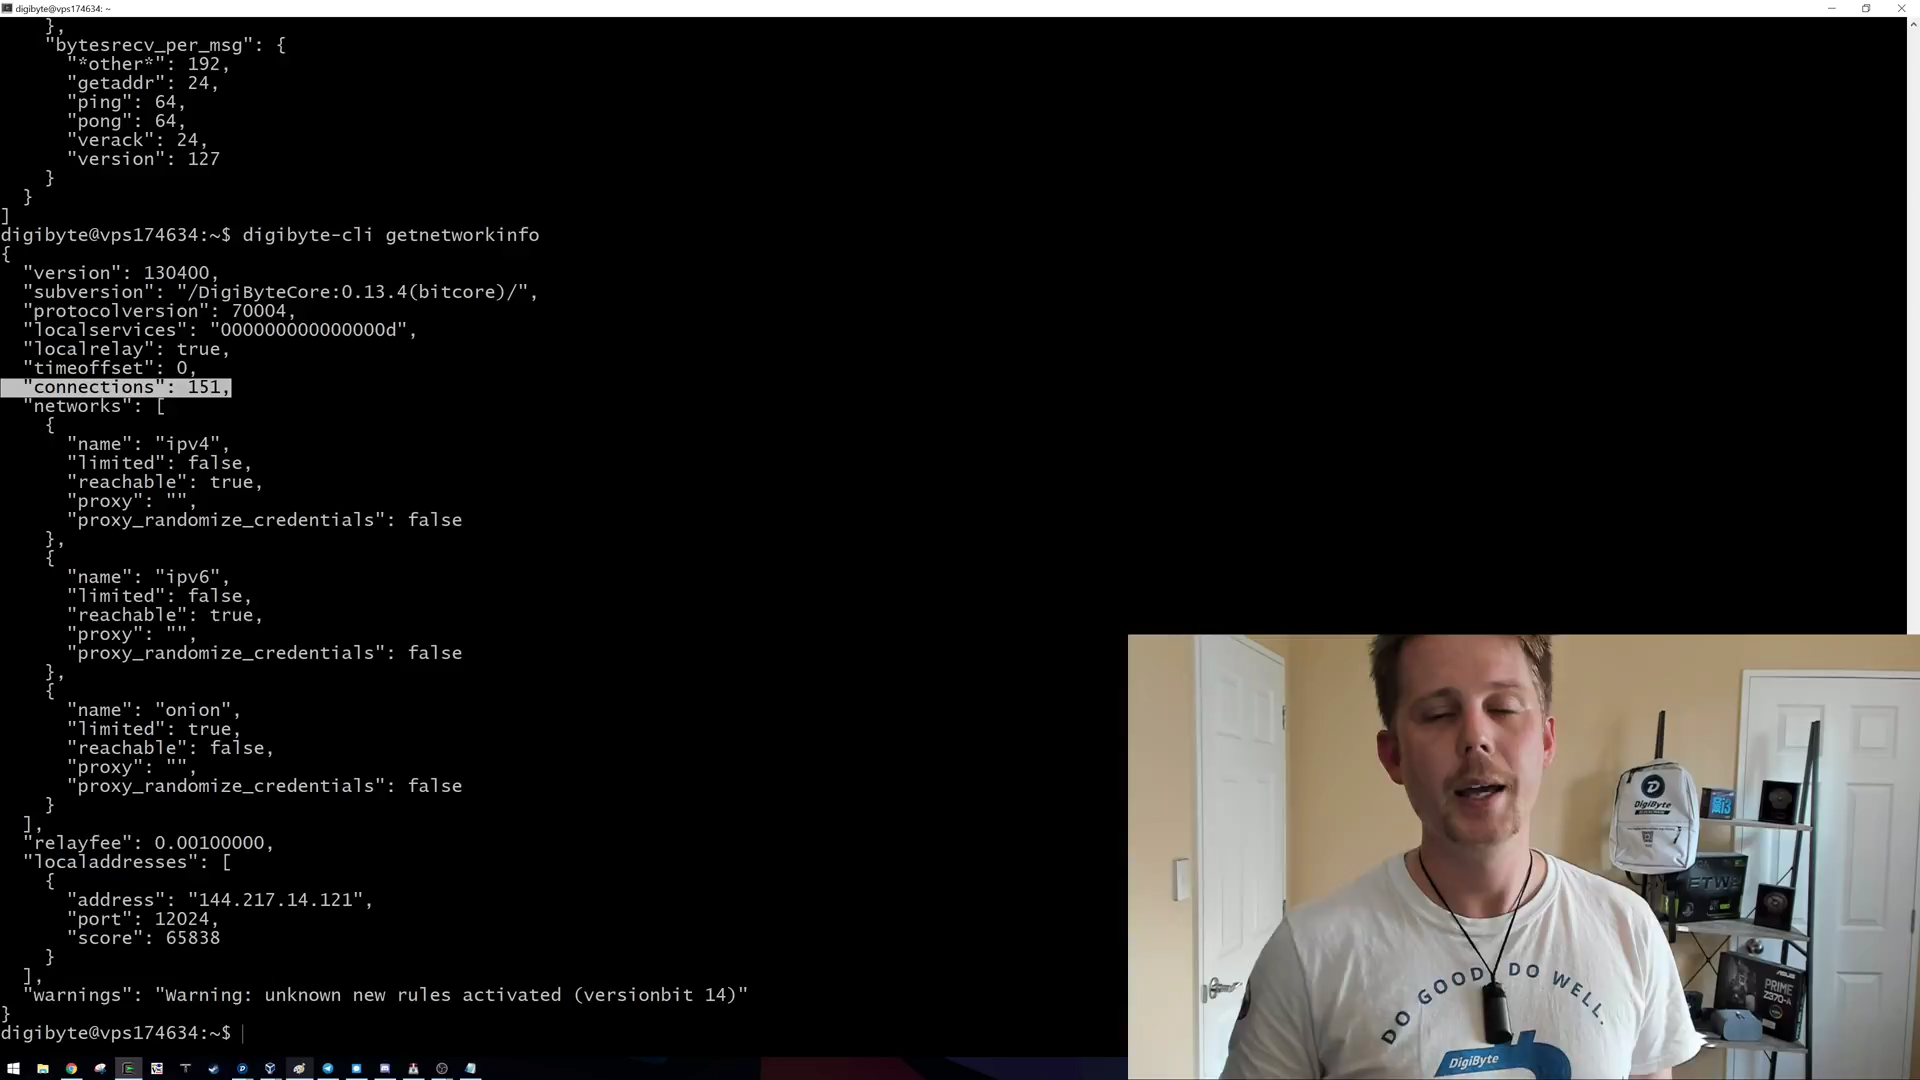 digibyte@vps174634: ~
},
"bytesrecv_per_msg": {
"*other*": 192,
"getaddr": 24,
"ping": 64,
"pong": 64,
"verack": 24,
"version": 127
}
}
]
digibyte@vps174634:~$ digibyte-cli getnetworkinfo
{
"version": 130400,
"subversion": "/DigiByteCore:0.13.4(bitcore)/",
"protocolversion": 70004,
"localservices": "000000000000000d",
"localrelay": true,
"timeoffset": 0,
"connections": 151,
"networks": [
{
"name": "ipv4",
"limited": false,
"reachable": true,
"proxy": "",
"proxy_randomize_credentials": false
},
{
"name": "ipv6",
"limited": false,
"reachable": true,
"proxy": "",
"proxy_randomize_credentials": false
},
{
"name": "onion",
"limited": true,
"reachable": false,
"proxy": "",
"proxy_randomize_credentials": false
}
],
"relayfee": 0.00100000,
"localaddresses": [
{
"address": "144.217.14.121",
"port": 12024,
"score": 65838
}
],
"warnings": "Warning: unknown new rules activated (versionbit 14)"
}
digibyte@vps174634:~$
DigiByte
i3
ASUS
PRIME
Z370-A
DO GOOD. DO WELL.
DigiByte